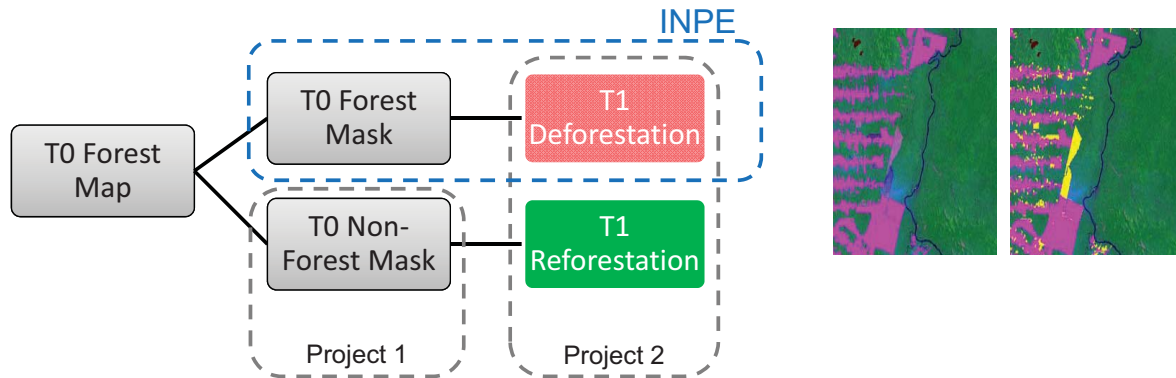 INPE
T0 Forest
Map
T0 Forest
Mask
T1
Deforestation
T0 Non-
Forest Mask
T1
Reforestation
Project 1
Project 2